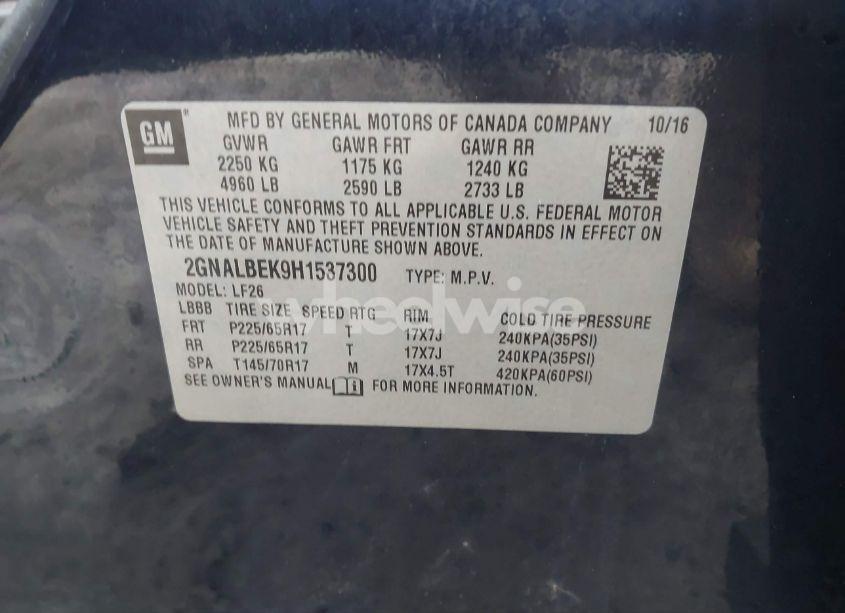 GM MFD BY GENERAL MOTORS OF CANADA COMPANY 10/16
GVWR GAWR FRT GAWR RR
2250 KG 1175 KG 1240 KG
4960 LB 2590 LB 2733 LB
THIS VEHICLE CONFORMS TO ALL APPLICABLE U.S. FEDERAL MOTOR
VEHICLE SAFETY AND THEFT PREVENTION STANDARDS IN EFFECT ON
THE DATE OF MANUFACTURE SHOWN ABOVE.
2GNALBEK9H1537300 TYPE: M.P.V.
MODEL: LF26
LBBB TIRE SIZE SPEED RTG RIM COLD TIRE PRESSURE
FRT P225/65R17 T 17X7J 240KPA(35PSI)
RR P225/65R17 T 17X7J 240KPA(35PSI)
SPA T145/70R17 M 17X4.5T 420KPA(60PSI)
SEE OWNER'S MANUAL FOR MORE INFORMATION.